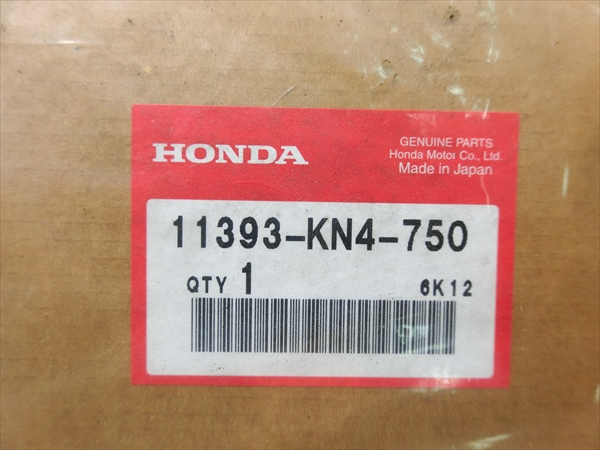 HONDA
GENUINE PARTS
Honda Motor Co., Ltd.
Made in Japan
11393-KN4-750
QTY 1
6K12